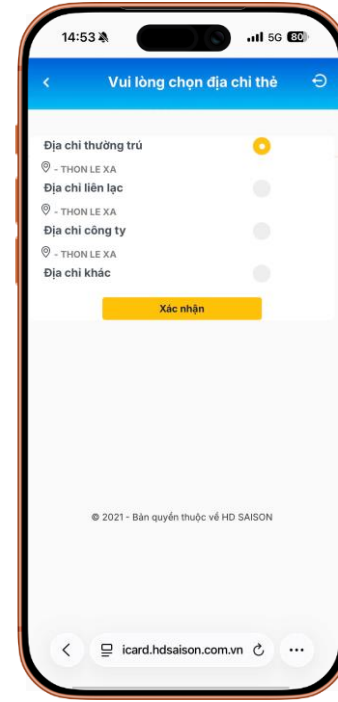 14:53 5G 80
Vui lòng chọn địa chỉ thẻ
Địa chỉ thường trú
- THON LE XA
Địa chỉ liên lạc
- THON LE XA
Địa chỉ công ty
- THON LE XA
Địa chỉ khác
Xác nhận
© 2021 - Bản quyền thuộc về HD SAISON
icard.hdsaison.com.vn